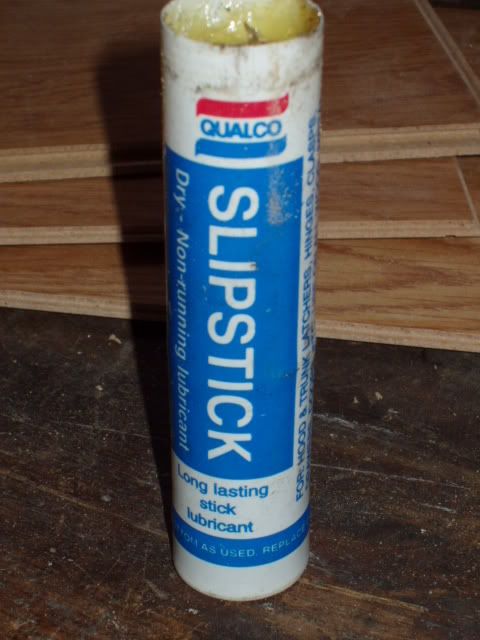 QUALCO
SLIPSTICK
Dry - Non-running lubricant
FOR: HOOD & TRUNK LATCHERS, HINGES, CLASPS,
Long lasting
stick
lubricant
AS USED. REPLACE